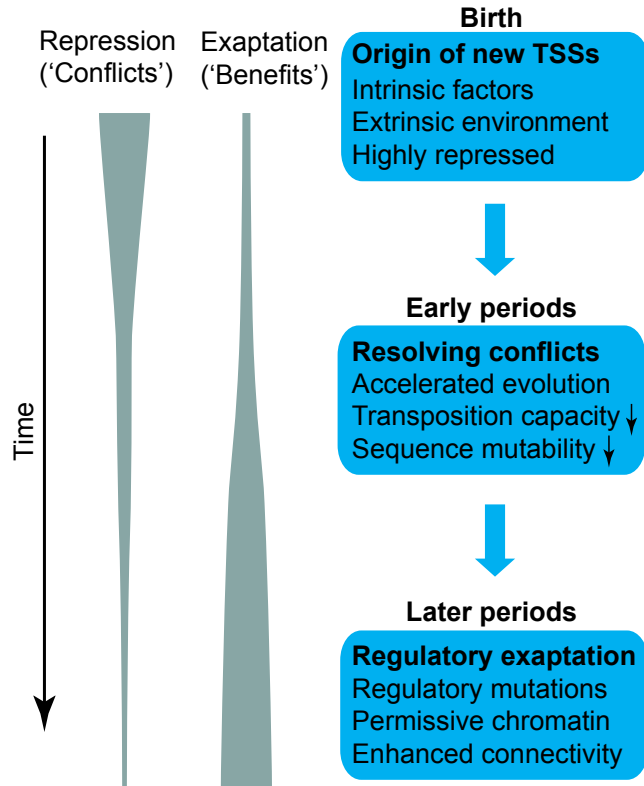 Repression
('Conflicts')
Exaptation
('Benefits')
Time
Birth
Origin of new TSSs
Intrinsic factors
Extrinsic environment
Highly repressed
Early periods
Resolving conflicts
Accelerated evolution
Transposition capacity ↓
Sequence mutability ↓
Later periods
Regulatory exaptation
Regulatory mutations
Permissive chromatin
Enhanced connectivity